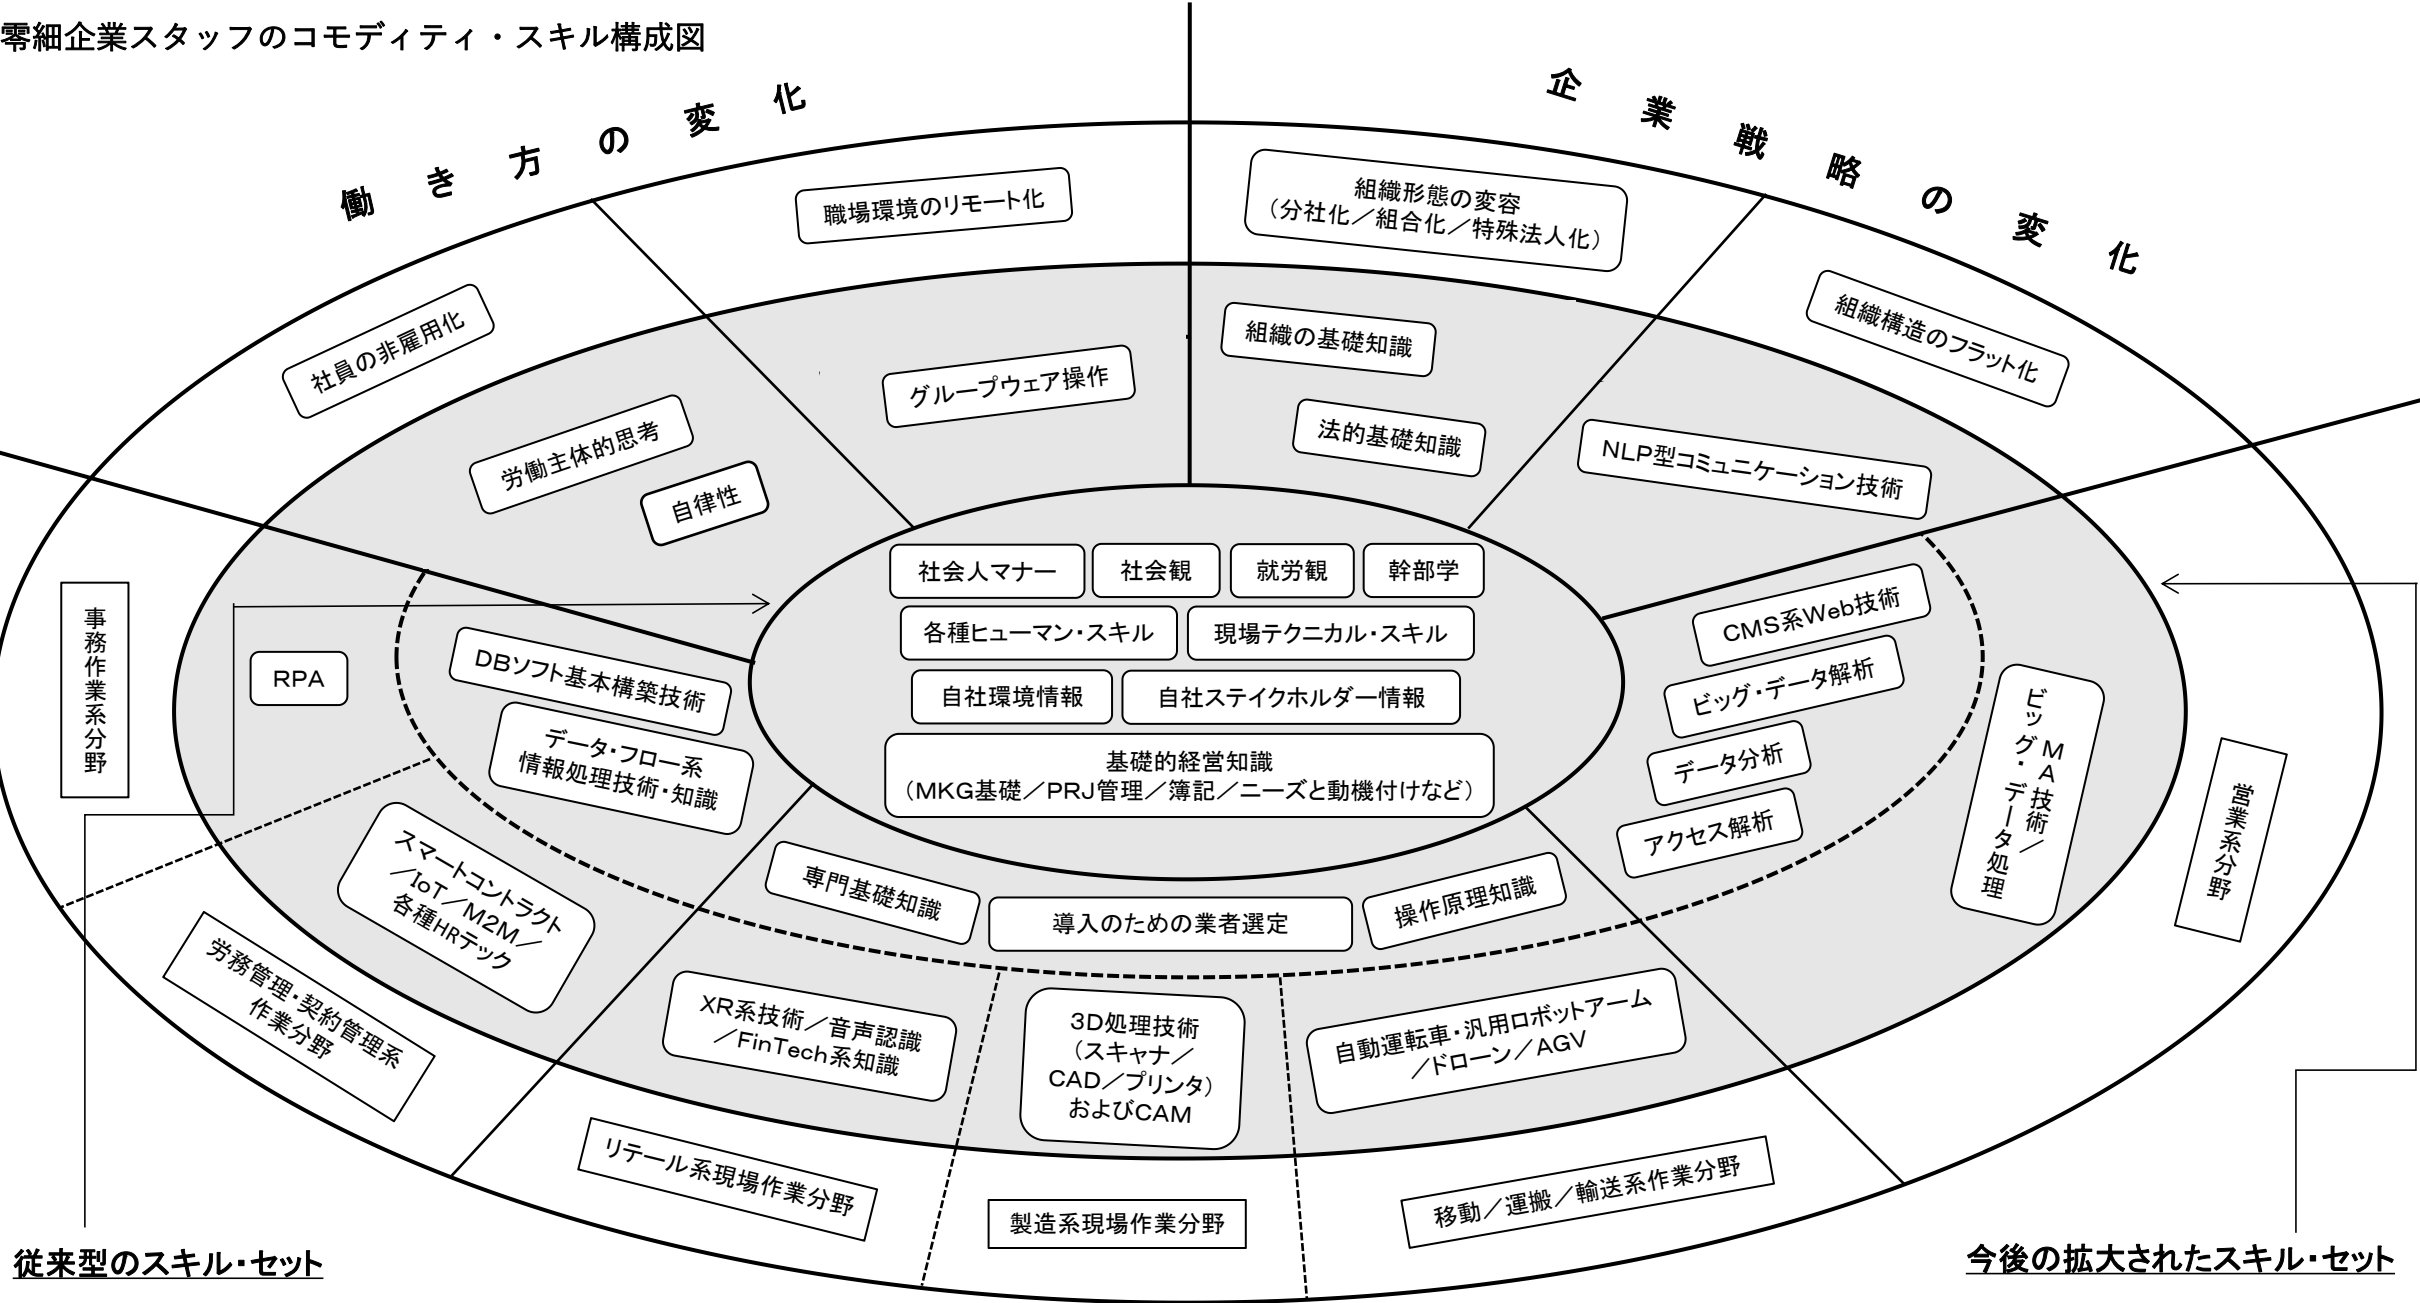 零細企業スタッフのコモディティ・スキル構成図
働き方の変化
企業戦略の変化
職場環境のリモート化
組織形態の変容
（分社化／組合化／特殊法人化）
社員の非雇用化
組織構造のフラット化
グループウェア操作
組織の基礎知識
労働主体的思考
法的基礎知識
自律性
NLP型コミュニケーション技術
社会人マナー
社会観
就労観
幹部学
各種ヒューマン・スキル
現場テクニカル・スキル
自社環境情報
自社ステイクホルダー情報
基礎的経営知識
（MKG基礎／PRJ管理／簿記／ニーズと動機付けなど）
事務作業系分野
RPA
DBソフト基本構築技術
データ・フロー系
情報処理技術・知識
CMS系Web技術
ビッグ・データ解析
データ分析
アクセス解析
MA技術／
ビッグ・データ処理
営業系分野
スマートコントラクト
／IoT／M2M／
各種HRテック
専門基礎知識
導入のための業者選定
操作原理知識
労務管理・契約管理系
作業分野
XR系技術／音声認識
／FinTech系知識
3D処理技術
（スキャナ／
CAD／プリンタ）
およびCAM
自動運転車・汎用ロボットアーム
／ドローン／AGV
リテール系現場作業分野
製造系現場作業分野
移動／運搬／輸送系作業分野
従来型のスキル・セット
今後の拡大されたスキル・セット